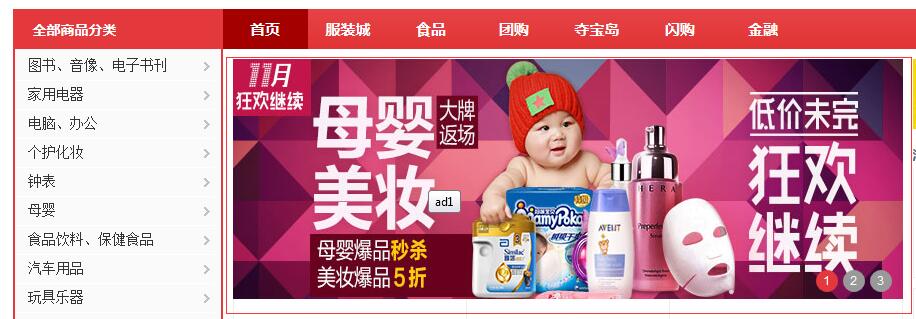 全部商品分类
首页 服装城 食品 团购 夺宝岛 闪购 金融
图书、音像、电子书刊
家用电器
电脑、办公
个护化妆
钟表
母婴
食品饮料、保健食品
汽车用品
玩具乐器
11月
狂欢继续
母婴
美妆
大牌
返场
ad1
母婴爆品秒杀
美妆爆品5折
低价未完
狂欢
继续
Similac
MamyPoko
AVENT
HERA
1 2 3